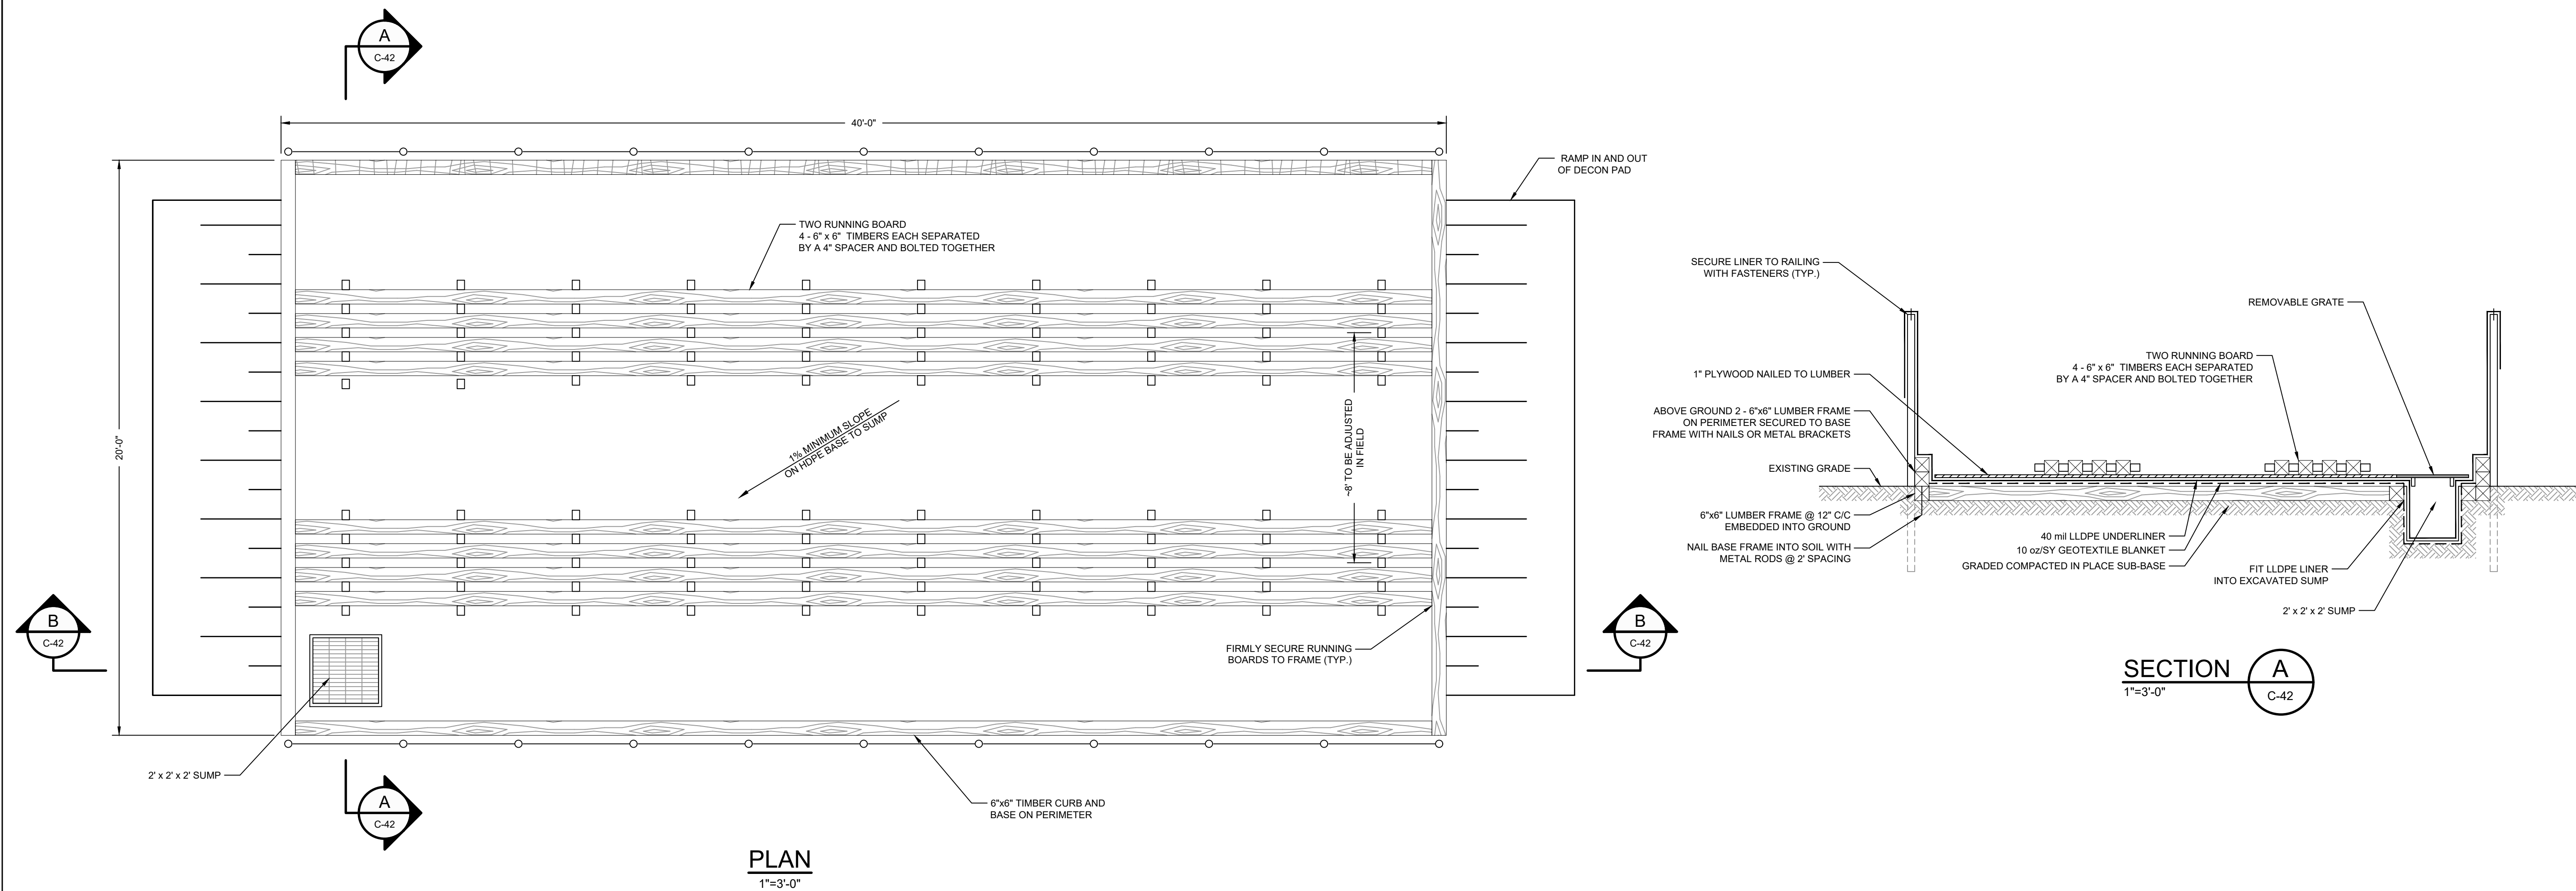 A
C-42
40'-0"
RAMP IN AND OUT
OF DECON PAD
TWO RUNNING BOARD
4 - 6" x 6" TIMBERS EACH SEPARATED
BY A 4" SPACER AND BOLTED TOGETHER
20'-0"
1% MINIMUM SLOPE
ON HDPE BASE TO SUMP
~8' TO BE ADJUSTED
IN FIELD
B
C-42
B
C-42
FIRMLY SECURE RUNNING
BOARDS TO FRAME (TYP.)
2' x 2' x 2' SUMP
A
C-42
6"x6" TIMBER CURB AND
BASE ON PERIMETER
PLAN
1"=3'-0"
SECURE LINER TO RAILING
WITH FASTENERS (TYP.)
REMOVABLE GRATE
TWO RUNNING BOARD
4 - 6" x 6" TIMBERS EACH SEPARATED
BY A 4" SPACER AND BOLTED TOGETHER
1" PLYWOOD NAILED TO LUMBER
ABOVE GROUND 2 - 6"x6" LUMBER FRAME
ON PERIMETER SECURED TO BASE
FRAME WITH NAILS OR METAL BRACKETS
EXISTING GRADE
6"x6" LUMBER FRAME @ 12" C/C
EMBEDDED INTO GROUND
NAIL BASE FRAME INTO SOIL WITH
METAL RODS @ 2' SPACING
40 mil LLDPE UNDERLINER
10 oz/SY GEOTEXTILE BLANKET
GRADED COMPACTED IN PLACE SUB-BASE
FIT LLDPE LINER
INTO EXCAVATED SUMP
2' x 2' x 2' SUMP
SECTION
1"=3'-0"
A
C-42